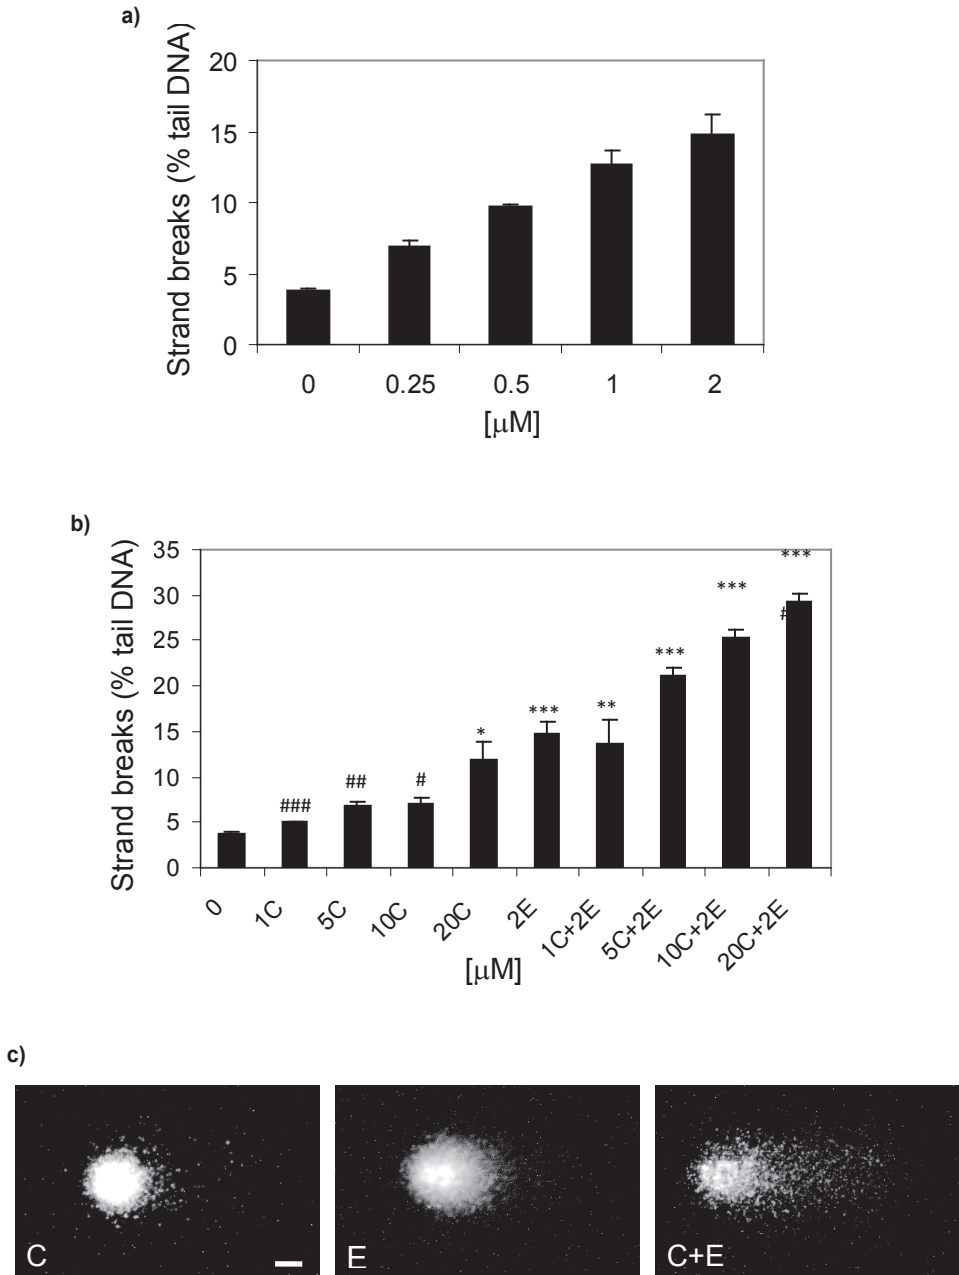 a)
Strand breaks (% tail DNA)
20
15
10
5
0
0 0.25 0.5 1 2
[μM]
b)
Strand breaks (% tail DNA)
35
30
25
20
15
10
5
0
### ## # * *** ** *** *** ***
#
0 1C 5C 10C 20C 2E 1C+2E 5C+2E 10C+2E 20C+2E
[μM]
c)
C
E
C+E